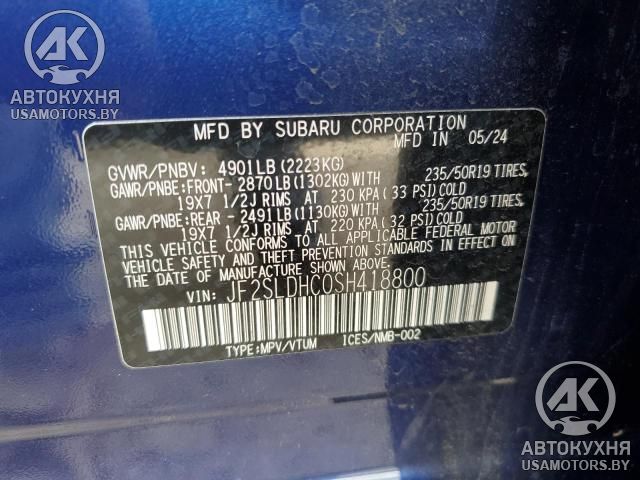 АК
АВТОКУХНЯ
USAMOTORS.BY
MFD BY SUBARU CORPORATION
MFD IN 05/24
GVWR/PNBV: 4901LB(2223KG)
GAWR/PNBE:FRONT- 2870LB(1302KG)WITH 235/50R19 TIRES,
19X7 1/2J RIMS AT 230 KPA (33 PSI)COLD
GAWR/PNBE:REAR - 2491LB(1130KG)WITH 235/50R19 TIRES,
19X7 1/2J RIMS AT 220 KPA (32 PSI)COLD
THIS VEHICLE CONFORMS TO ALL APPLICABLE FEDERAL MOTOR
VEHICLE SAFETY AND THEFT PREVENTION STANDARDS IN EFFECT ON
THE DATE OF MANUFACTURE SHOWN ABOVE.
VIN: JF2SLDHC0SH418800
TYPE:MPV/VTUM ICES/NMB-002
АК
АВТОКУХНЯ
USAMOTORS.BY